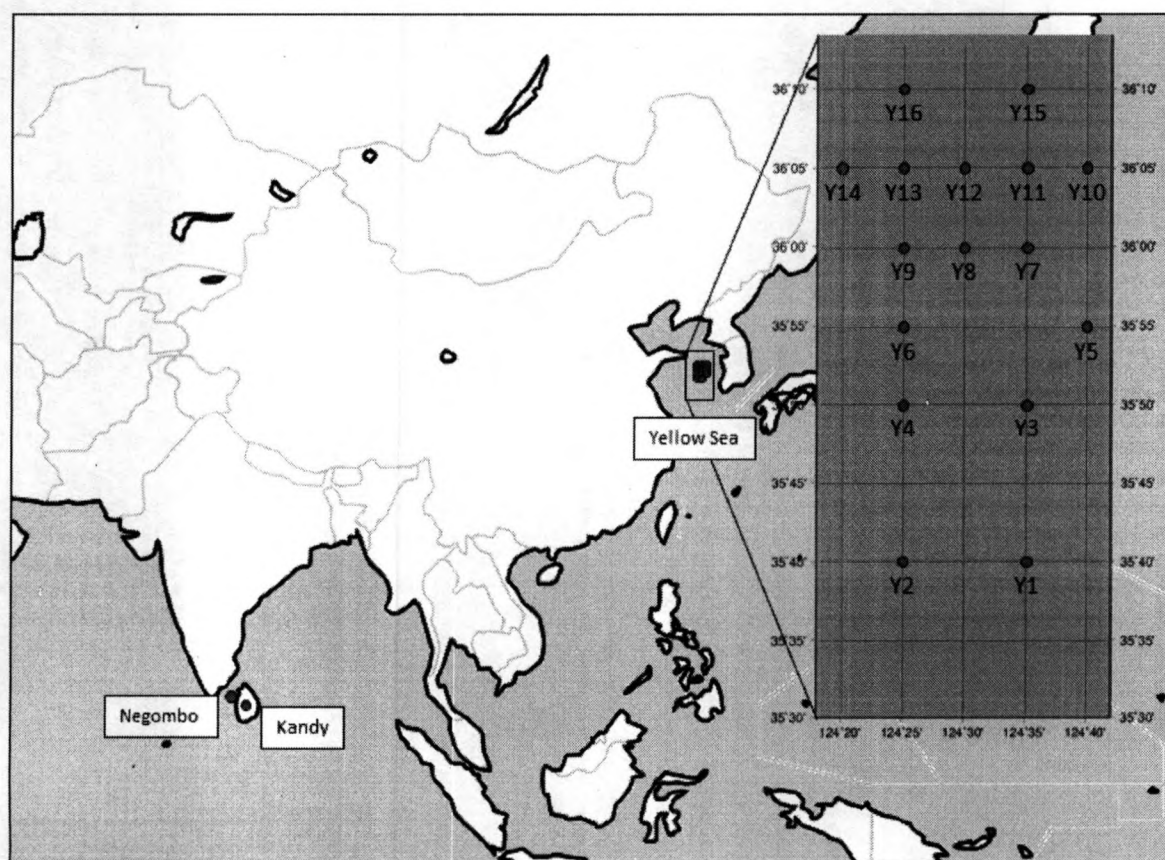 36°10' 36°10'
Y16 Y15
36°05' 36°05'
Y14 Y13 Y12 Y11 Y10
36°00' 36°00'
Y9 Y8 Y7
35°55' 35°55'
Y6 Y5
35°50' 35°50'
Y4 Y3
Yellow Sea
35°45' 35°45'
35°40' 35°40'
Y2 Y1
35°35' 35°35'
Negombo
Kandy
35°30' 35°30'
124°20' 124°25' 124°30' 124°35' 124°40'